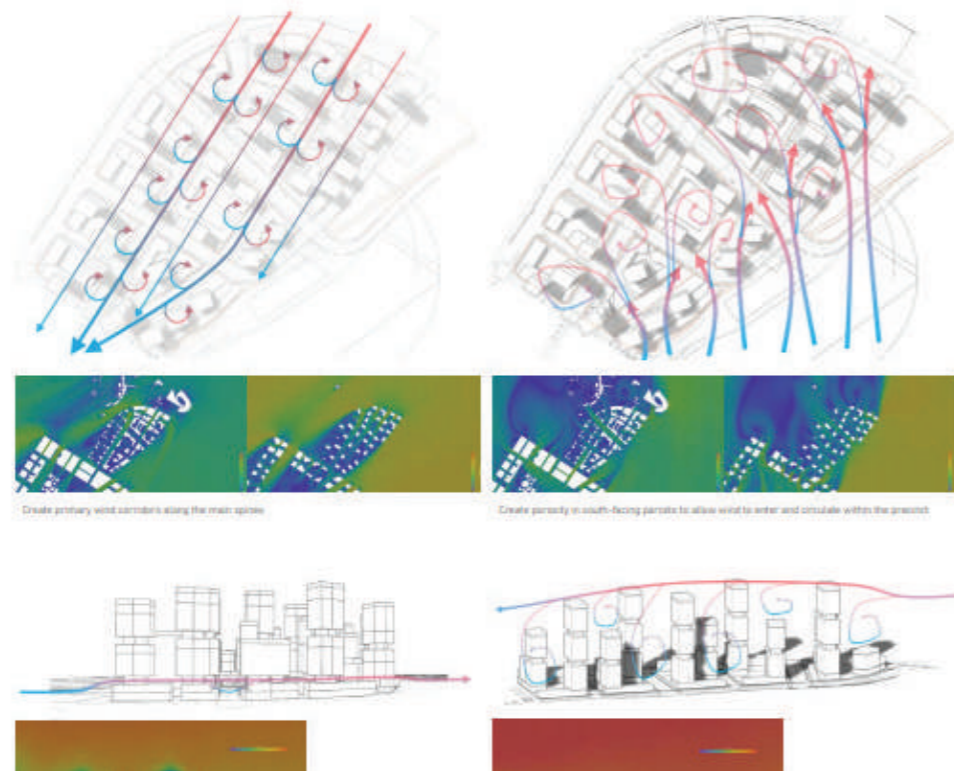 Create primary wind corridors along the main spines
Create porosity in south-facing parcels to allow wind to enter and circulate within the precinct